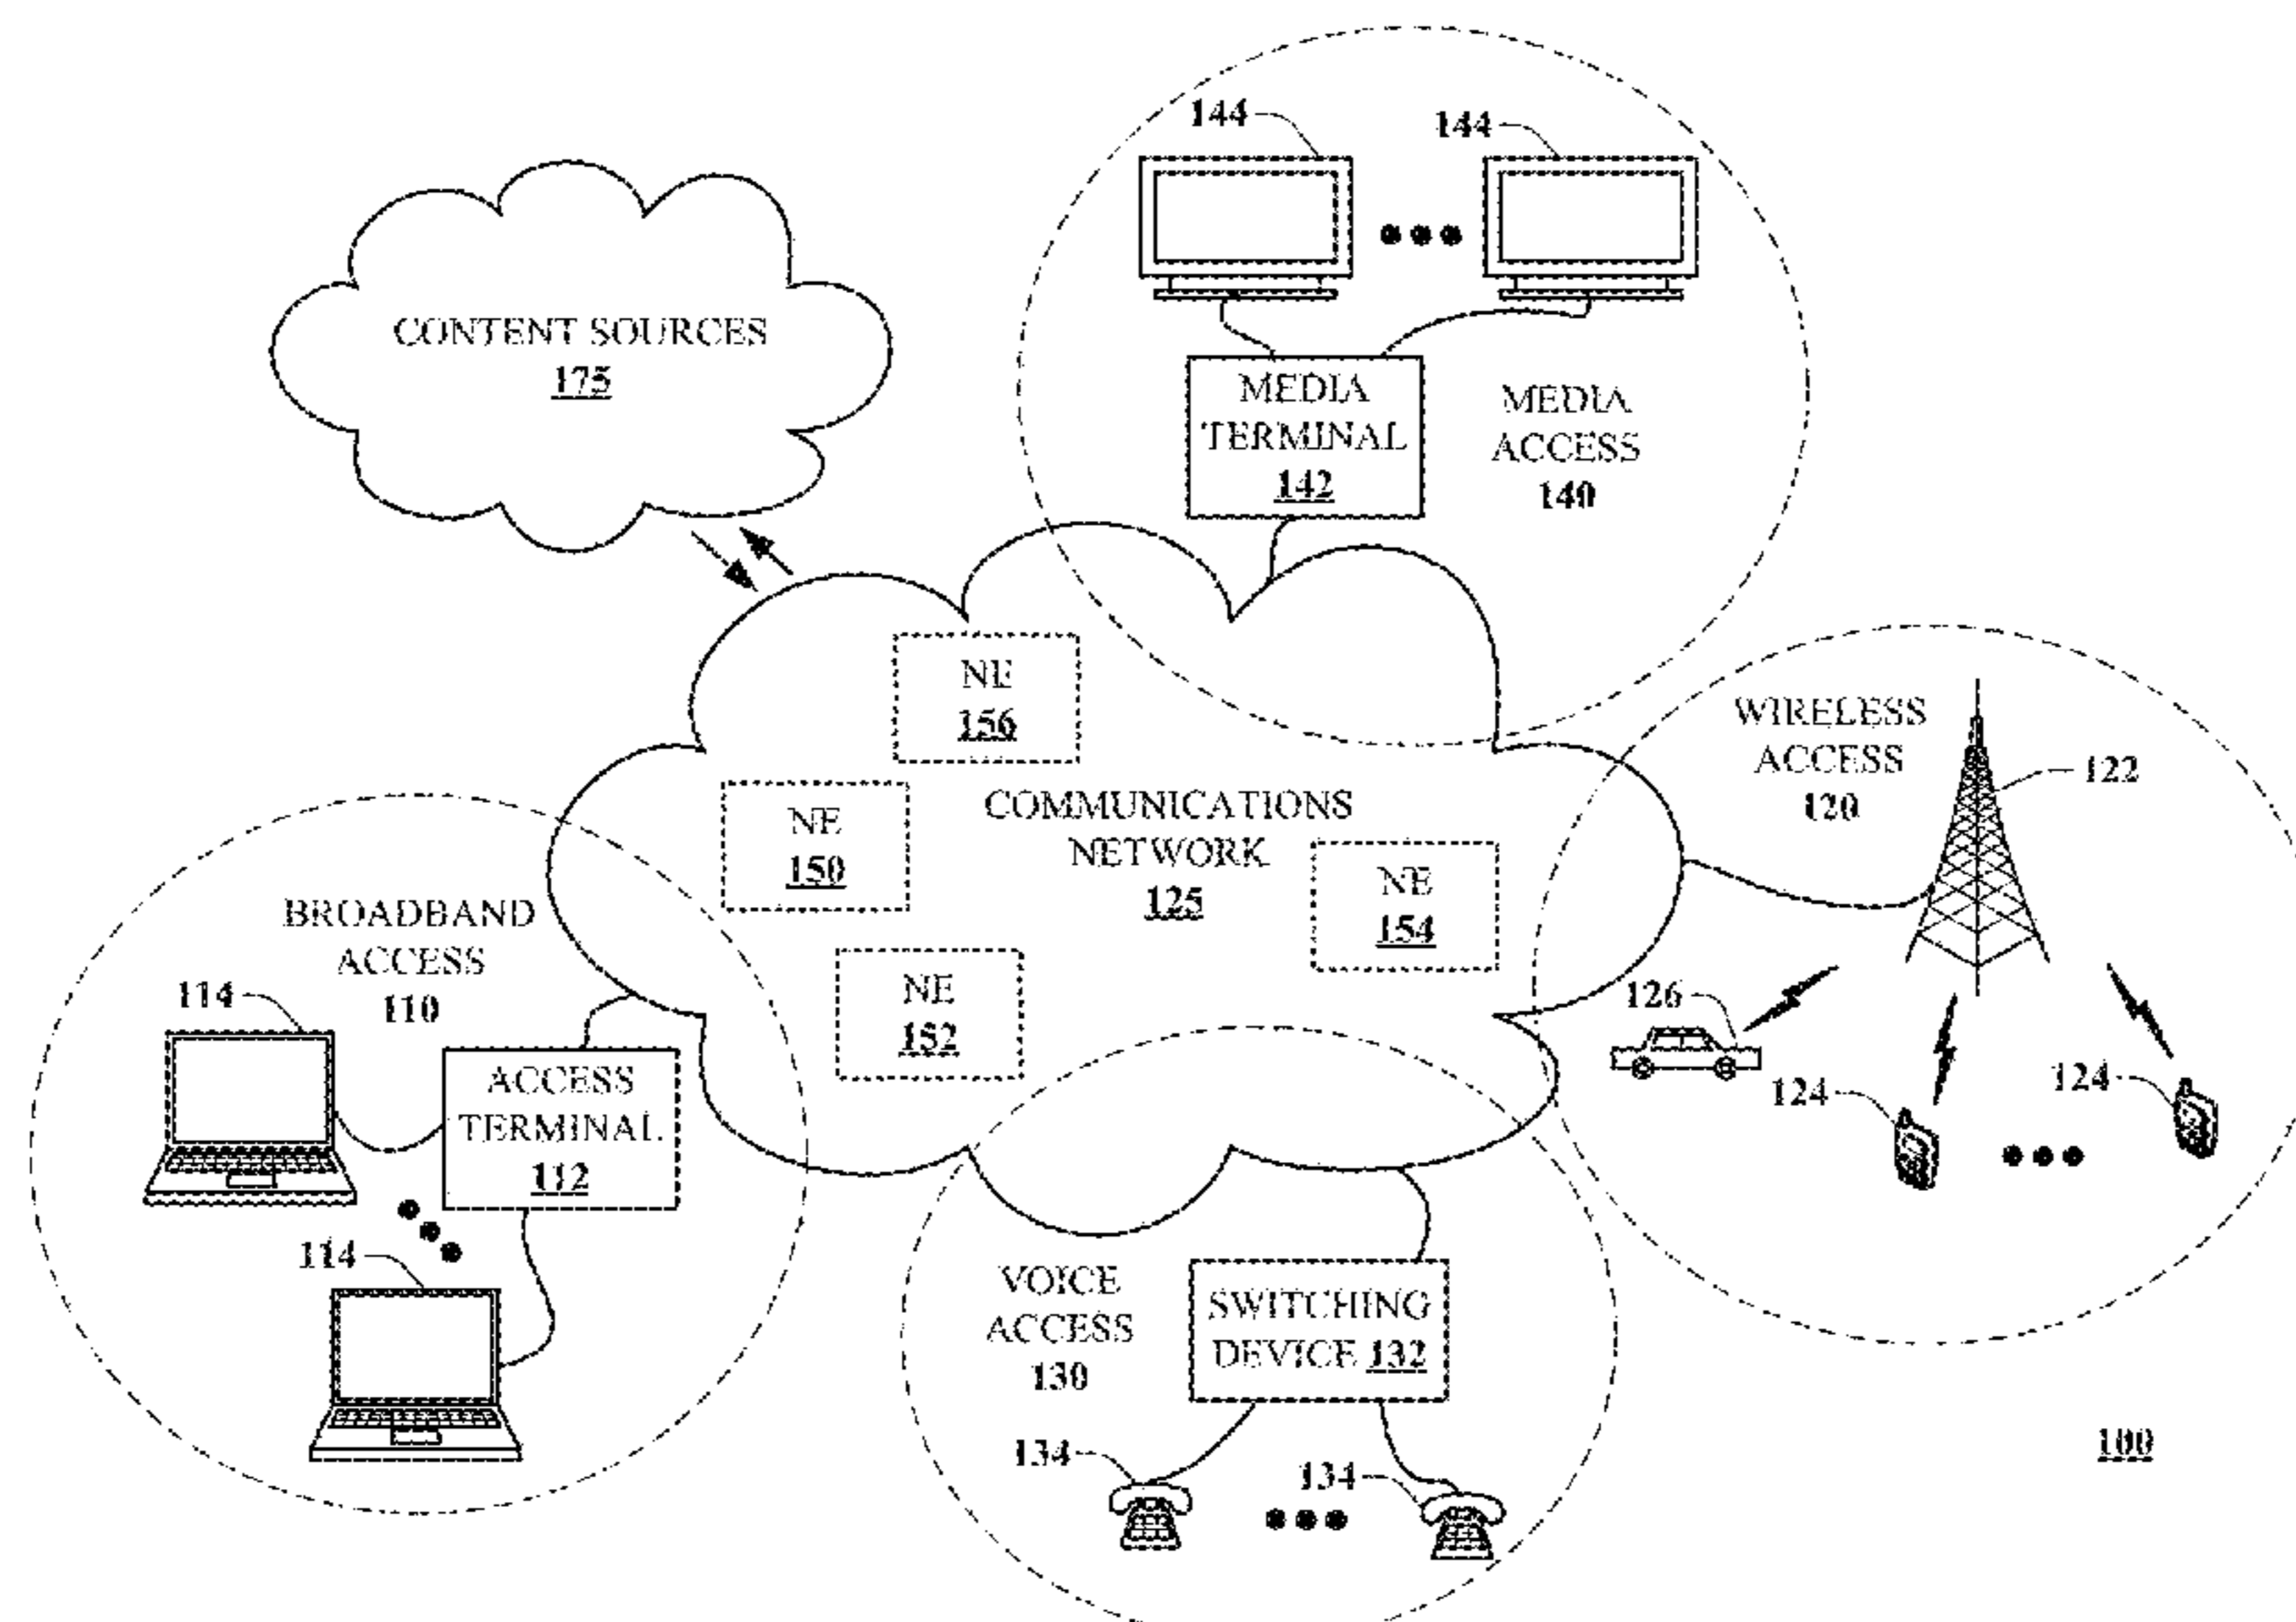 144
144
CONTENT SOURCES
175
MEDIA
TERMINAL
142
MEDIA
ACCESS
140
NE
156
WIRELESS
ACCESS
120
122
NE
150
COMMUNICATIONS
NETWORK
125
NE
154
BROADBAND
ACCESS
110
114
NE
152
126
ACCESS
TERMINAL
112
124
124
114
VOICE
ACCESS
130
SWITCHING
DEVICE 132
134
134
100